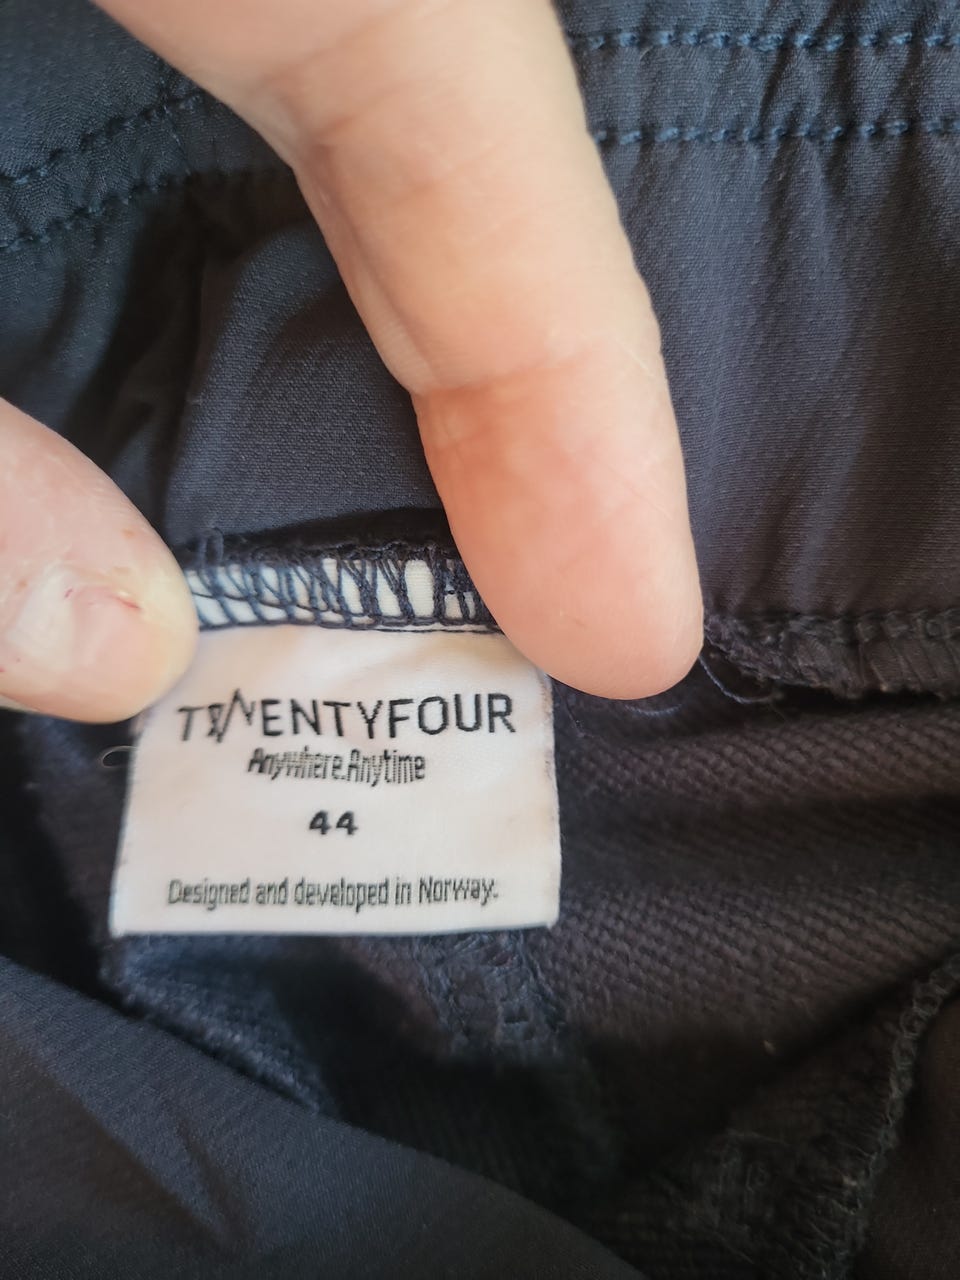 TWENTYFOUR
Anywhere.Anytime
44
Designed and developed in Norway.